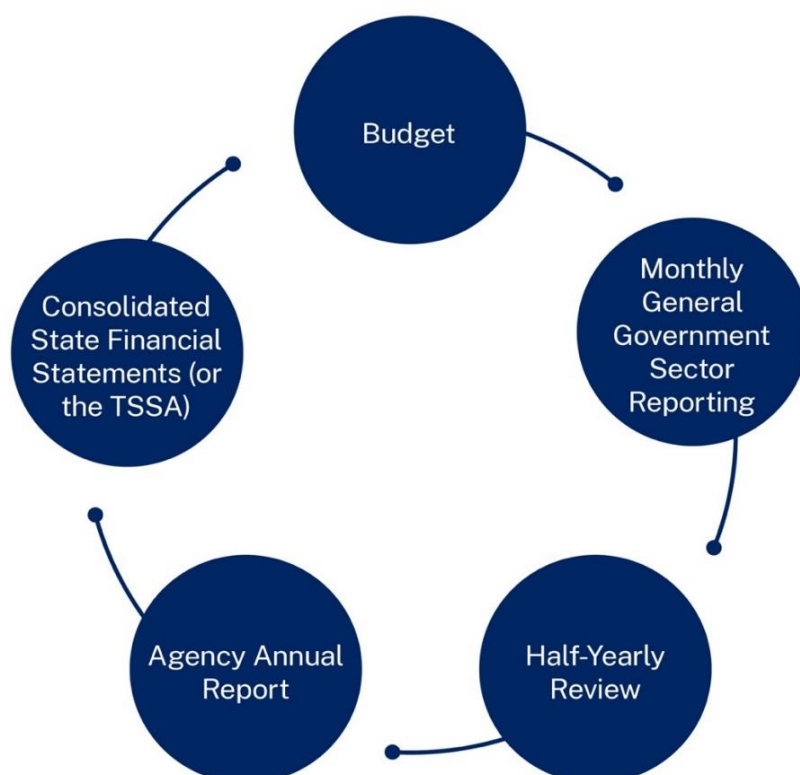 Budget
Monthly
General
Government
Sector
Reporting
Half-Yearly
Review
Agency Annual
Report
Consolidated
State Financial
Statements (or
the TSSA)